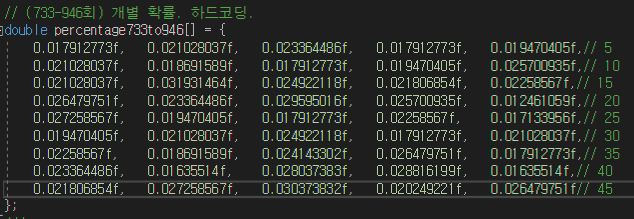 // (733-946회) 개별 확률. 하드코딩.
double percentage733to946[] = {
0.017912773f, 0.021028037f, 0.023364486f, 0.017912773f, 0.019470405f,// 5
0.021028037f, 0.018691589f, 0.017912773f, 0.019470405f, 0.025700935f,// 10
0.021028037f, 0.031931464f, 0.024922118f, 0.021806854f, 0.02258567f,// 15
0.026479751f, 0.023364486f, 0.029595016f, 0.025700935f, 0.012461059f,// 20
0.027258567f, 0.019470405f, 0.017912773f, 0.02258567f, 0.017133956f,// 25
0.019470405f, 0.021028037f, 0.024922118f, 0.017912773f, 0.021028037f,// 30
0.02258567f, 0.018691589f, 0.024143302f, 0.026479751f, 0.017912773f,// 35
0.023364486f, 0.01635514f, 0.028037383f, 0.028816199f, 0.01635514f,// 40
0.021806854f, 0.027258567f, 0.030373832f, 0.020249221f, 0.026479751f// 45
};